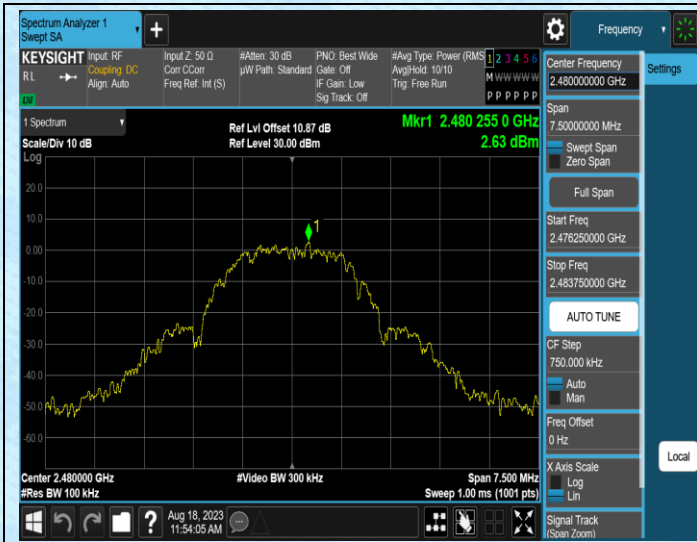 Spectrum Analyzer 1
Swept SA
+
Frequency
KEYSIGHT
RL
LXI
Input: RF
Coupling: DC
Align: Auto
Input Z: 50 Ω
Corr CCorr
Freq Ref: Int (S)
#Atten: 30 dB
µW Path: Standard
PNO: Best Wide
Gate: Off
IF Gain: Low
Sig Track: Off
#Avg Type: Power (RMS
Avg|Hold: 10/10
Trig: Free Run
1 2 3 4 5 6
M W W W W W
P P P P P P
1 Spectrum
Scale/Div 10 dB
Log
Ref Lvl Offset 10.87 dB
Ref Level 30.00 dBm
Mkr1 2.480 255 0 GHz
2.63 dBm
1
20.0
10.0
0.00
-10.0
-20.0
-30.0
-40.0
-50.0
-60.0
Center 2.480000 GHz
#Res BW 100 kHz
#Video BW 300 kHz
Span 7.500 MHz
Sweep 1.00 ms (1001 pts)
?
Aug 18, 2023
11:54:05 AM
Center Frequency
2.480000000 GHz
Span
7.50000000 MHz
Swept Span
Zero Span
Full Span
Start Freq
2.476250000 GHz
Stop Freq
2.483750000 GHz
AUTO TUNE
CF Step
750.000 kHz
Auto
Man
Freq Offset
0 Hz
X Axis Scale
Log
Lin
Signal Track
(Span Zoom)
Settings
Local